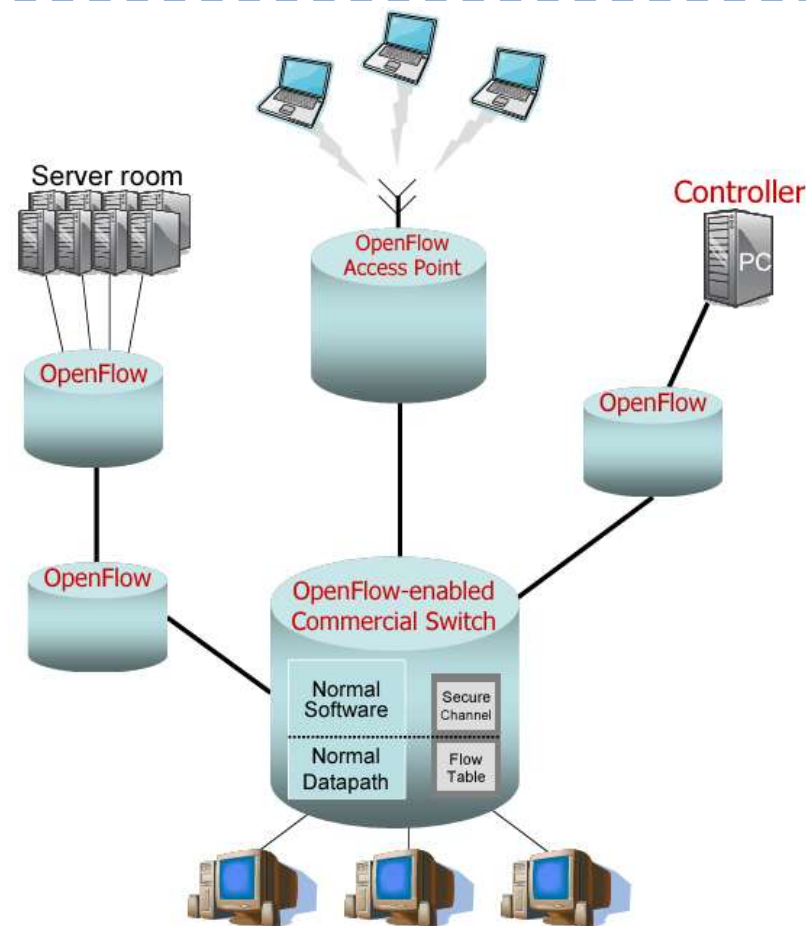 Server room
OpenFlow
Access Point
Controller
PC
OpenFlow
OpenFlow
OpenFlow
OpenFlow-enabled
Commercial Switch
Normal
Software
Secure
Channel
Normal
Datapath
Flow
Table